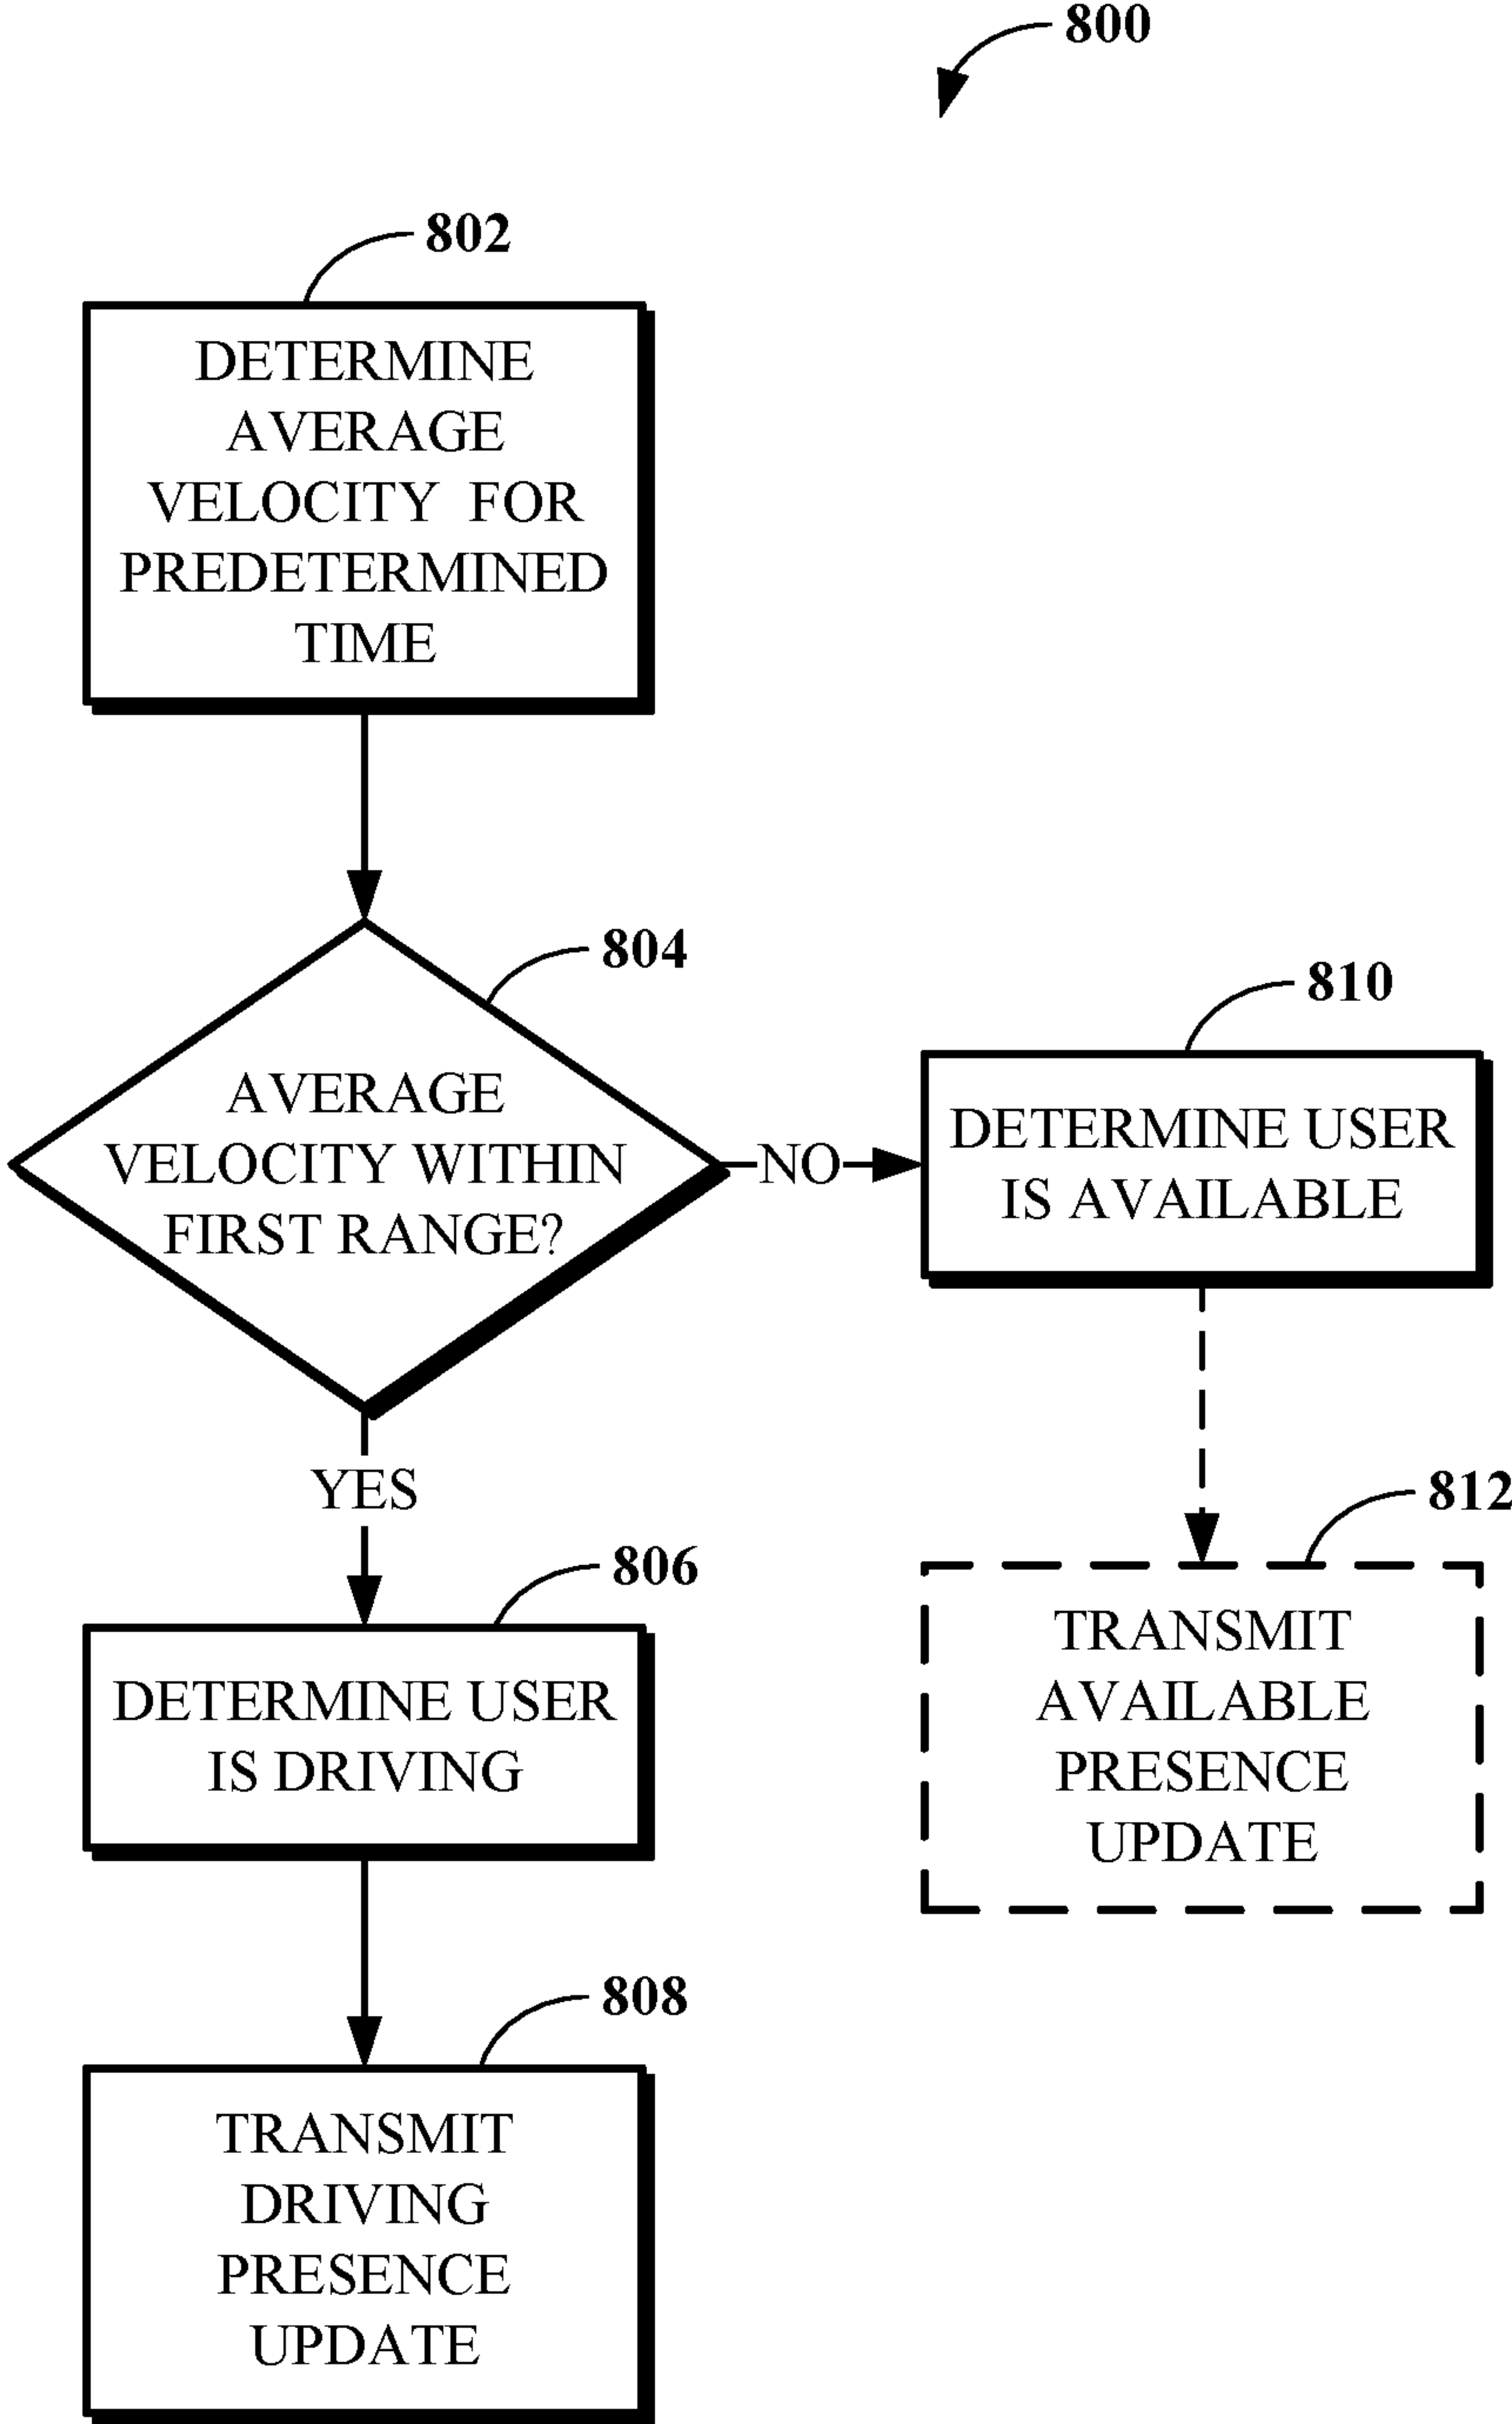 800
802
DETERMINE
AVERAGE
VELOCITY FOR
PREDETERMINED
TIME
804
AVERAGE
VELOCITY WITHIN
FIRST RANGE?
NO
810
DETERMINE USER
IS AVAILABLE
YES
806
DETERMINE USER
IS DRIVING
812
TRANSMIT
AVAILABLE
PRESENCE
UPDATE
808
TRANSMIT
DRIVING
PRESENCE
UPDATE